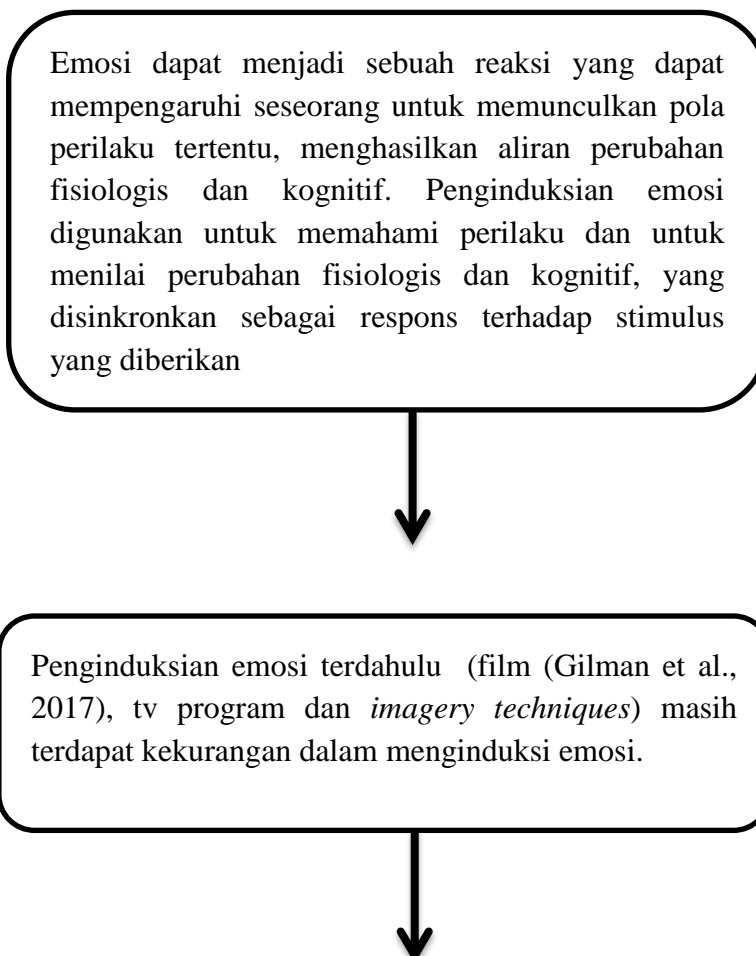 Emosi dapat menjadi sebuah reaksi yang dapat
mempengaruhi seseorang untuk memunculkan pola
perilaku tertentu, menghasilkan aliran perubahan
fisiologis dan kognitif. Penginduksian emosi
digunakan untuk memahami perilaku dan untuk
menilai perubahan fisiologis dan kognitif, yang
disinkronkan sebagai respons terhadap stimulus
yang diberikan
Penginduksian emosi terdahulu (film (Gilman et al.,
2017), tv program dan imagery techniques) masih
terdapat kekurangan dalam menginduksi emosi.